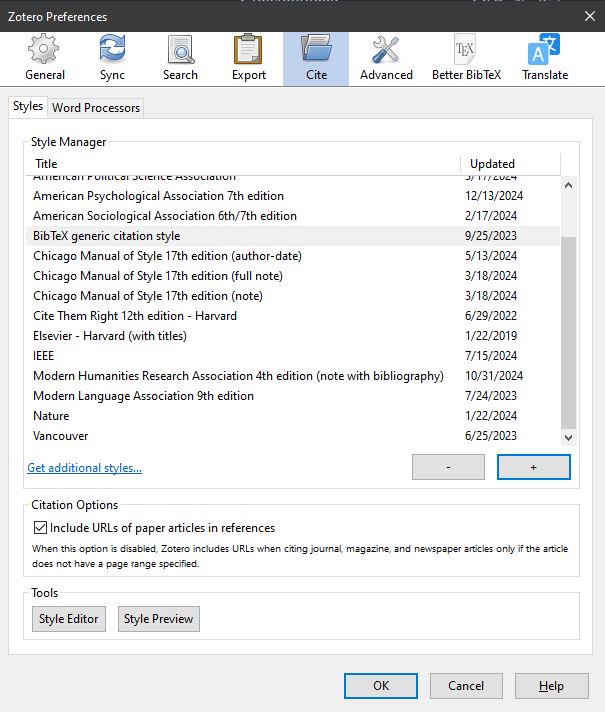 Zotero Preferences
General Sync Search Export Cite Advanced Better BibTeX Translate
Styles Word Processors
Style Manager
Title Updated
American Political Science Association 3/17/2024
American Psychological Association 7th edition 12/13/2024
American Sociological Association 6th/7th edition 2/17/2024
BibTeX generic citation style 9/25/2023
Chicago Manual of Style 17th edition (author-date) 5/13/2024
Chicago Manual of Style 17th edition (full note) 3/18/2024
Chicago Manual of Style 17th edition (note) 3/18/2024
Cite Them Right 12th edition - Harvard 6/29/2022
Elsevier - Harvard (with titles) 1/22/2019
IEEE 7/15/2024
Modern Humanities Research Association 4th edition (note with bibliography) 10/31/2024
Modern Language Association 9th edition 7/24/2023
Nature 1/22/2024
Vancouver 6/25/2023
Get additional styles... - +
Citation Options
Include URLs of paper articles in references
When this option is disabled, Zotero includes URLs when citing journal, magazine, and newspaper articles only if the article
does not have a page range specified.
Tools
Style Editor Style Preview
OK Cancel Help